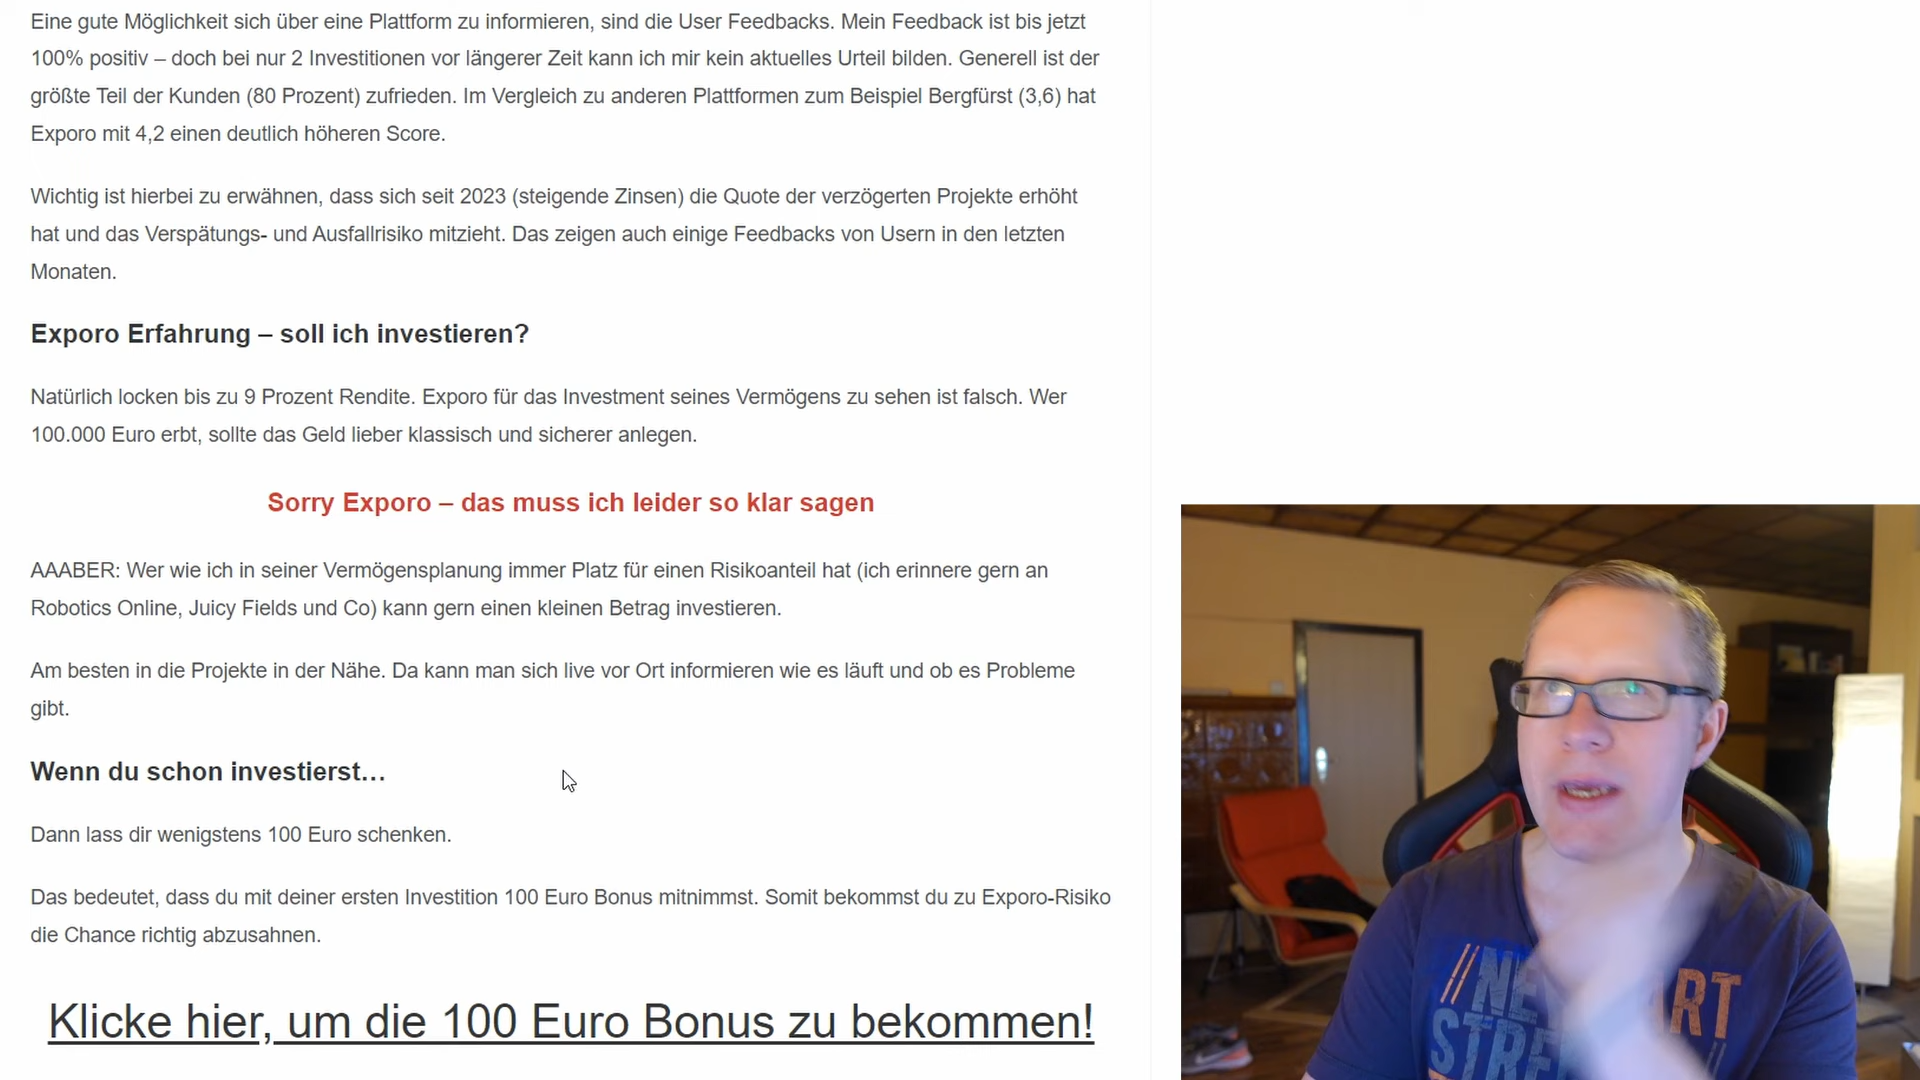 Eine gute Möglichkeit sich über eine Plattform zu informieren, sind die User Feedbacks. Mein Feedback ist bis jetzt
100% positiv – doch bei nur 2 Investitionen vor längerer Zeit kann ich mir kein aktuelles Urteil bilden. Generell ist der
größte Teil der Kunden (80 Prozent) zufrieden. Im Vergleich zu anderen Plattformen zum Beispiel Bergfürst (3,6) hat
Exporo mit 4,2 einen deutlich höheren Score.
Wichtig ist hierbei zu erwähnen, dass sich seit 2023 (steigende Zinsen) die Quote der verzögerten Projekte erhöht
hat und das Verspätungs- und Ausfallrisiko mitzieht. Das zeigen auch einige Feedbacks von Usern in den letzten
Monaten.
Exporo Erfahrung – soll ich investieren?
Natürlich locken bis zu 9 Prozent Rendite. Exporo für das Investment seines Vermögens zu sehen ist falsch. Wer
100.000 Euro erbt, sollte das Geld lieber klassisch und sicherer anlegen.
Sorry Exporo – das muss ich leider so klar sagen
AAABER: Wer wie ich in seiner Vermögensplanung immer Platz für einen Risikoanteil hat (ich erinnere gern an
Robotics Online, Juicy Fields und Co) kann gern einen kleinen Betrag investieren.
Am besten in die Projekte in der Nähe. Da kann man sich live vor Ort informieren wie es läuft und ob es Probleme
gibt.
Wenn du schon investierst…
Dann lass dir wenigstens 100 Euro schenken.
Das bedeutet, dass du mit deiner ersten Investition 100 Euro Bonus mitnimmst. Somit bekommst du zu Exporo-Risiko
die Chance richtig abzusahnen.
Klicke hier, um die 100 Euro Bonus zu bekommen!